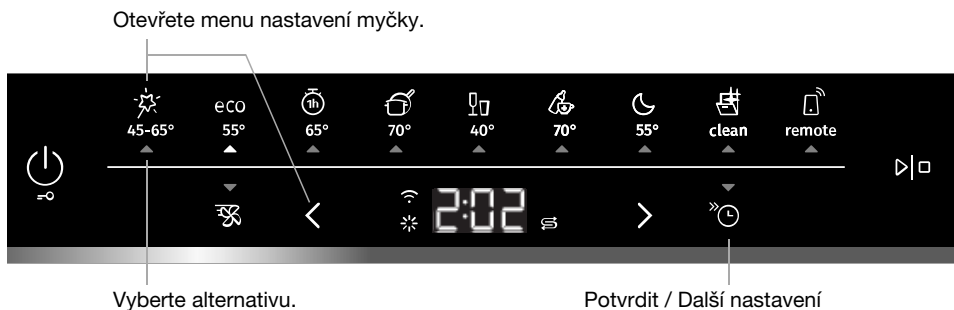 Otevřete menu nastavení myčky.
eco
1h
45-65° 55° 65° 70° 40° 70° 55° clean remote
2:02
Vyberte alternativu.
Potvrdit / Další nastavení